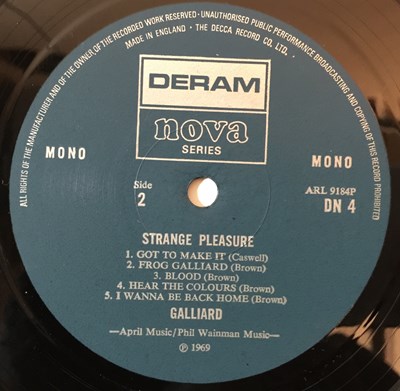 ALL RIGHTS OF THE MANUFACTURER AND OF THE OWNER OF THE RECORDED WORK RESERVED · UNAUTHORISED PUBLIC PERFORMANCE BROADCASTING AND COPYING OF THIS RECORD PROHIBITED
MADE IN ENGLAND · THE DECCA RECORD CO. LTD.
DERAM
nova
SERIES
MONO
MONO
Side
2
ARL 9184P
DN 4
STRANGE PLEASURE
1. GOT TO MAKE IT (Caswell)
2. FROG GALLIARD (Brown)
3. BLOOD (Brown)
4. HEAR THE COLOURS (Brown)
5. I WANNA BE BACK HOME (Brown)
GALLIARD
—April Music/Phil Wainman Music—
℗ 1969